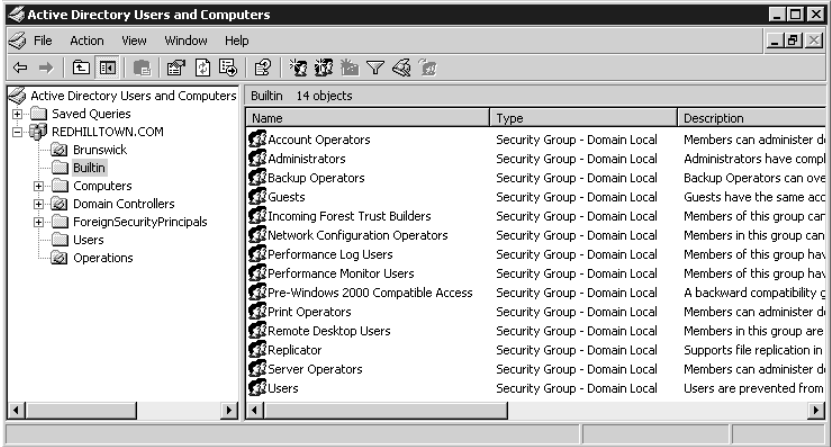 Active Directory Users and Computers
File Action View Window Help
Active Directory Users and Computers
Saved Queries
REDHILLTOWN.COM
Brunswick
Builtin
Computers
Domain Controllers
ForeignSecurityPrincipals
Users
Operations
Builtin 14 objects
Name Type Description
Account Operators Security Group - Domain Local Members can administer d
Administrators Security Group - Domain Local Administrators have compl
Backup Operators Security Group - Domain Local Backup Operators can ove
Guests Security Group - Domain Local Guests have the same acc
Incoming Forest Trust Builders Security Group - Domain Local Members of this group can
Network Configuration Operators Security Group - Domain Local Members in this group can
Performance Log Users Security Group - Domain Local Members of this group hav
Performance Monitor Users Security Group - Domain Local Members of this group hav
Pre-Windows 2000 Compatible Access Security Group - Domain Local A backward compatibility g
Print Operators Security Group - Domain Local Members can administer d
Remote Desktop Users Security Group - Domain Local Members in this group are
Replicator Security Group - Domain Local Supports file replication in
Server Operators Security Group - Domain Local Members can administer d
Users Security Group - Domain Local Users are prevented from